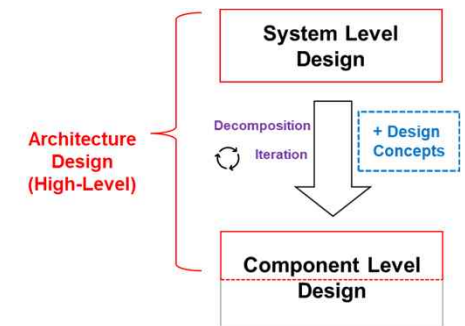 System Level
Design
Decomposition
Iteration
+ Design
Concepts
Architecture
Design
(High-Level)
Component Level
Design